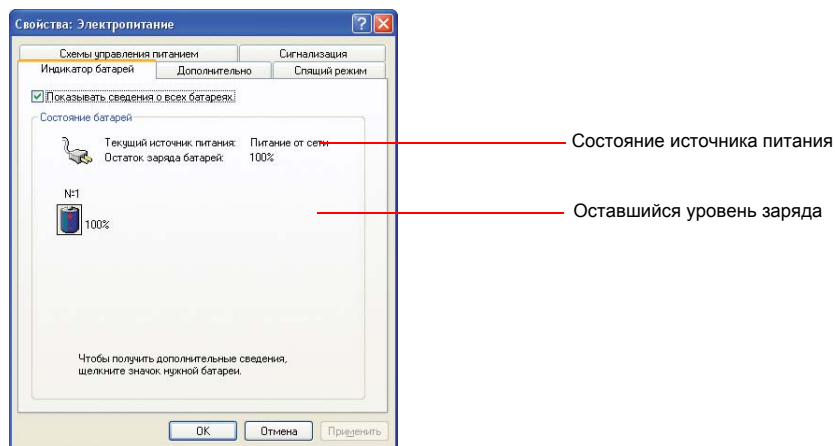 Свойства: Электропитание
Схемы управления питанием Сигнализация
Индикатор батарей Дополнительно Спящий режим
Показывать сведения о всех батареях
Состояние батарей
Текущий источник питания: Питание от сети
Остаток заряда батарей: 100%
№1
100%
Чтобы получить дополнительные сведения,
щелкните значок нужной батареи.
OK Отмена Применить
Состояние источника питания
Оставшийся уровень заряда